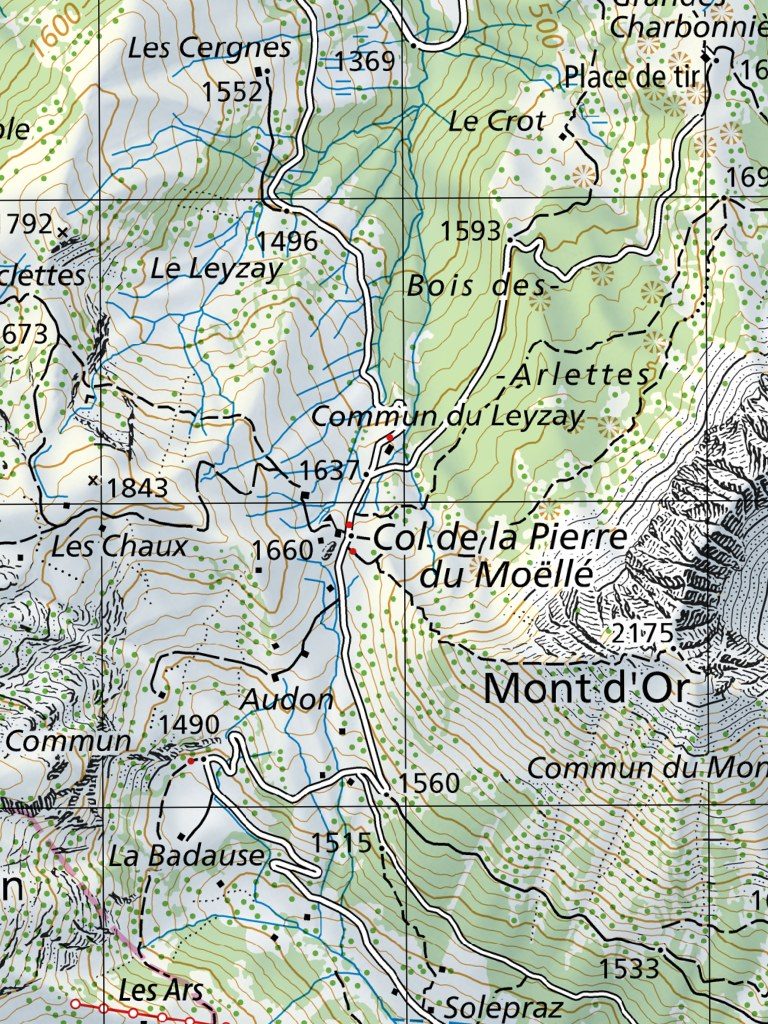 Charbonniè
1600
500
Les Cergnes
1369
1552
Place de tir
Le Crot
1792
1593
1496
Le Leyzay
Bois des-
673
-Arlettes
Commun du Leyzay
1637
1843
Les Chaux
1660
Col de la Pierre
du Moëllé
2175
Mont d'Or
Audon
1490
Commun
1560
Commun du Mon
1515
La Badause
n
1533
Les Ars
Solepraz